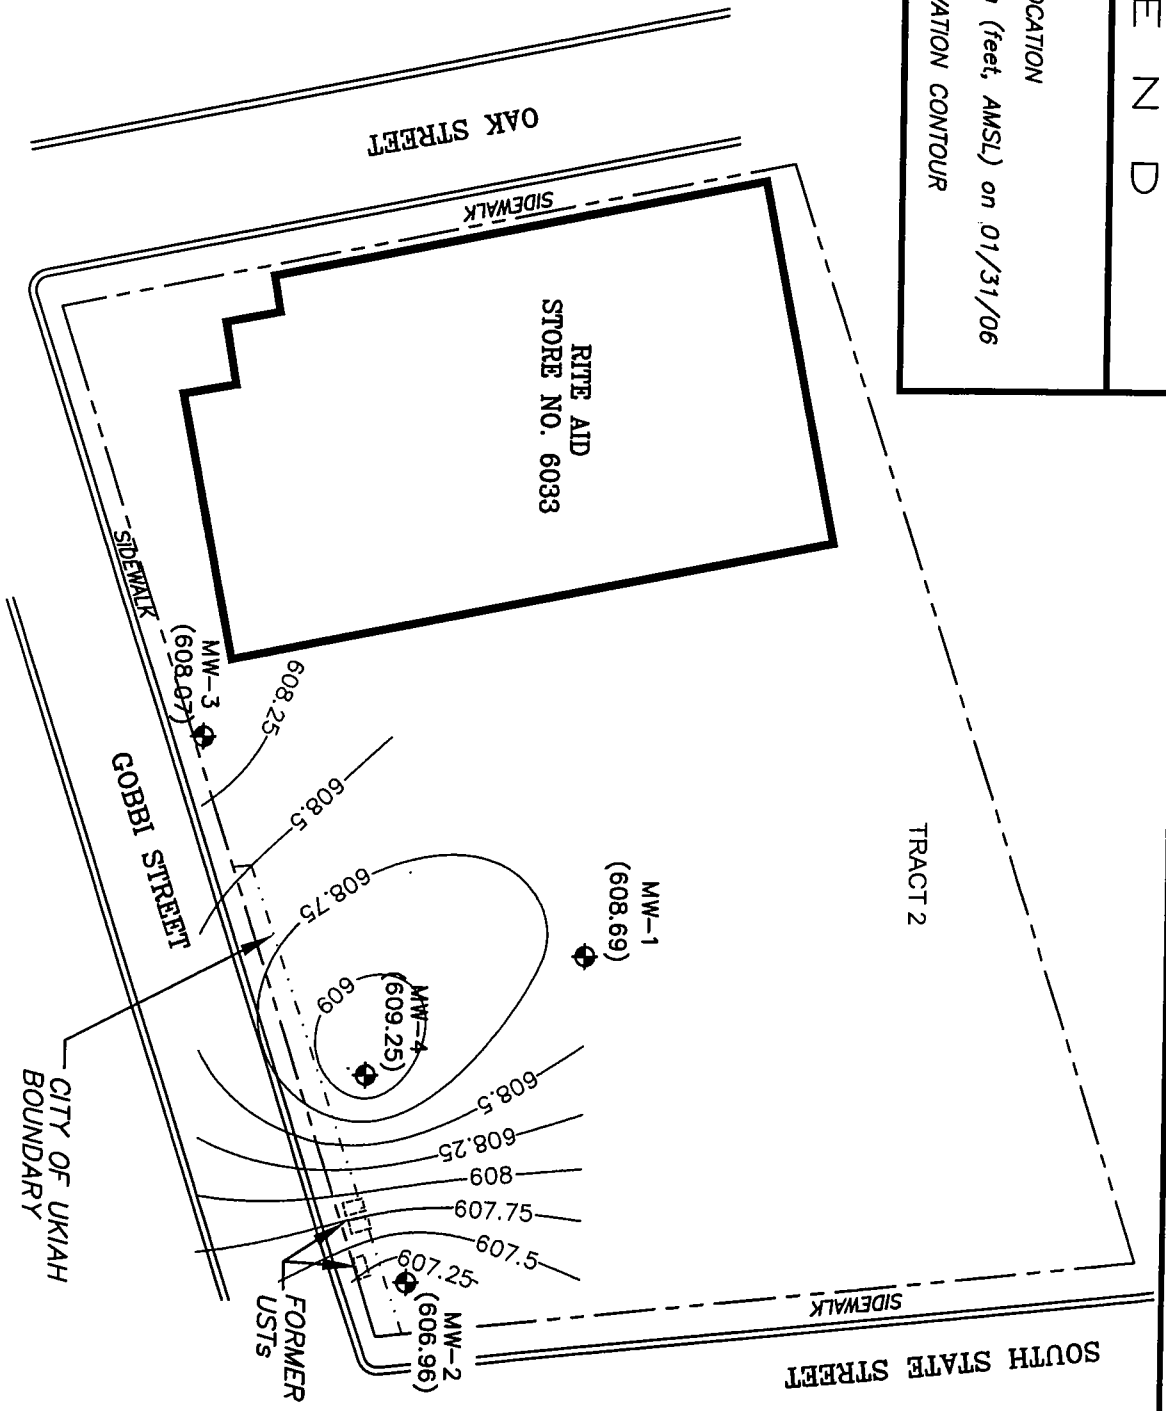 E N D
OCATION
(feet, AMSL) on 01/31/06
VATION CONTOUR
OAK STREET
SIDEWALK
RITE AID
STORE NO. 6033
TRACT 2
SIDEWALK
MW-3
(608.07)
608.25
GOBBI STREET
608.5
608.75
MW-1
(608.69)
609
MW-4
(609.25)
608.5
608.25
608
607.75
607.5
607.25
MW-2
(606.96)
CITY OF UKIAH
BOUNDARY
FORMER
USTs
SIDEWALK
SOUTH STATE STREET